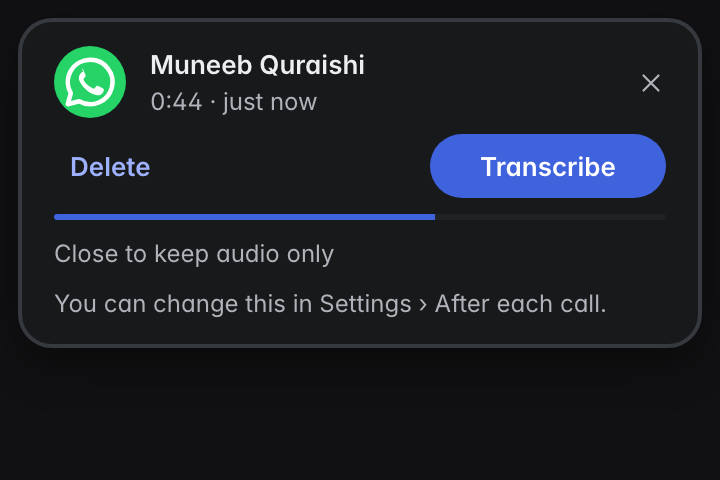 Muneeb Quraishi
0:44 · just now
Delete
Transcribe
Close to keep audio only
You can change this in Settings › After each call.